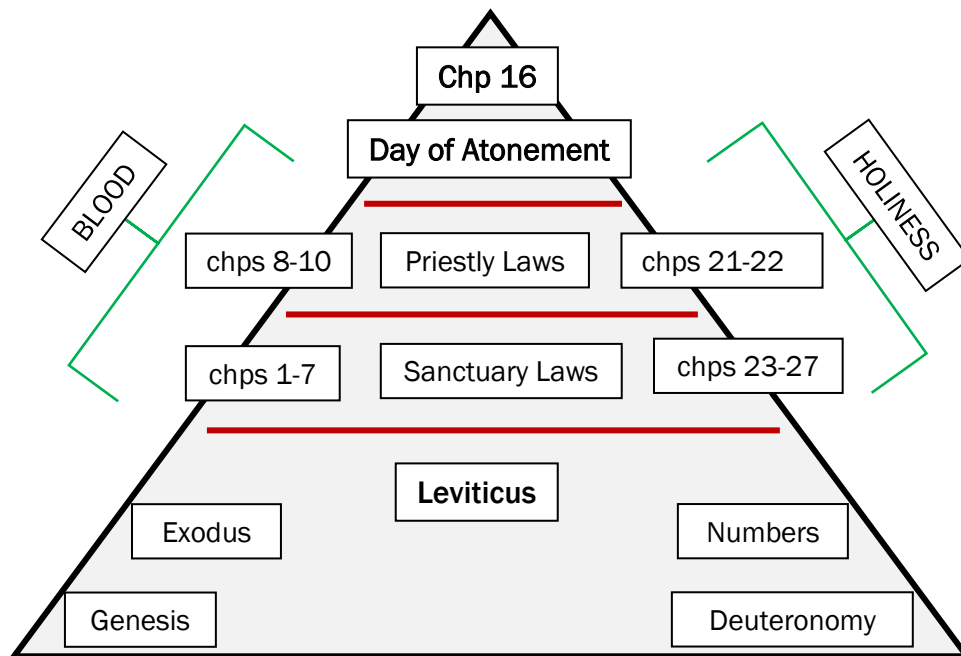 Chp 16
Day of Atonement
BLOOD
HOLINESS
chps 8-10
Priestly Laws
chps 21-22
chps 1-7
Sanctuary Laws
chps 23-27
Leviticus
Exodus
Numbers
Genesis
Deuteronomy